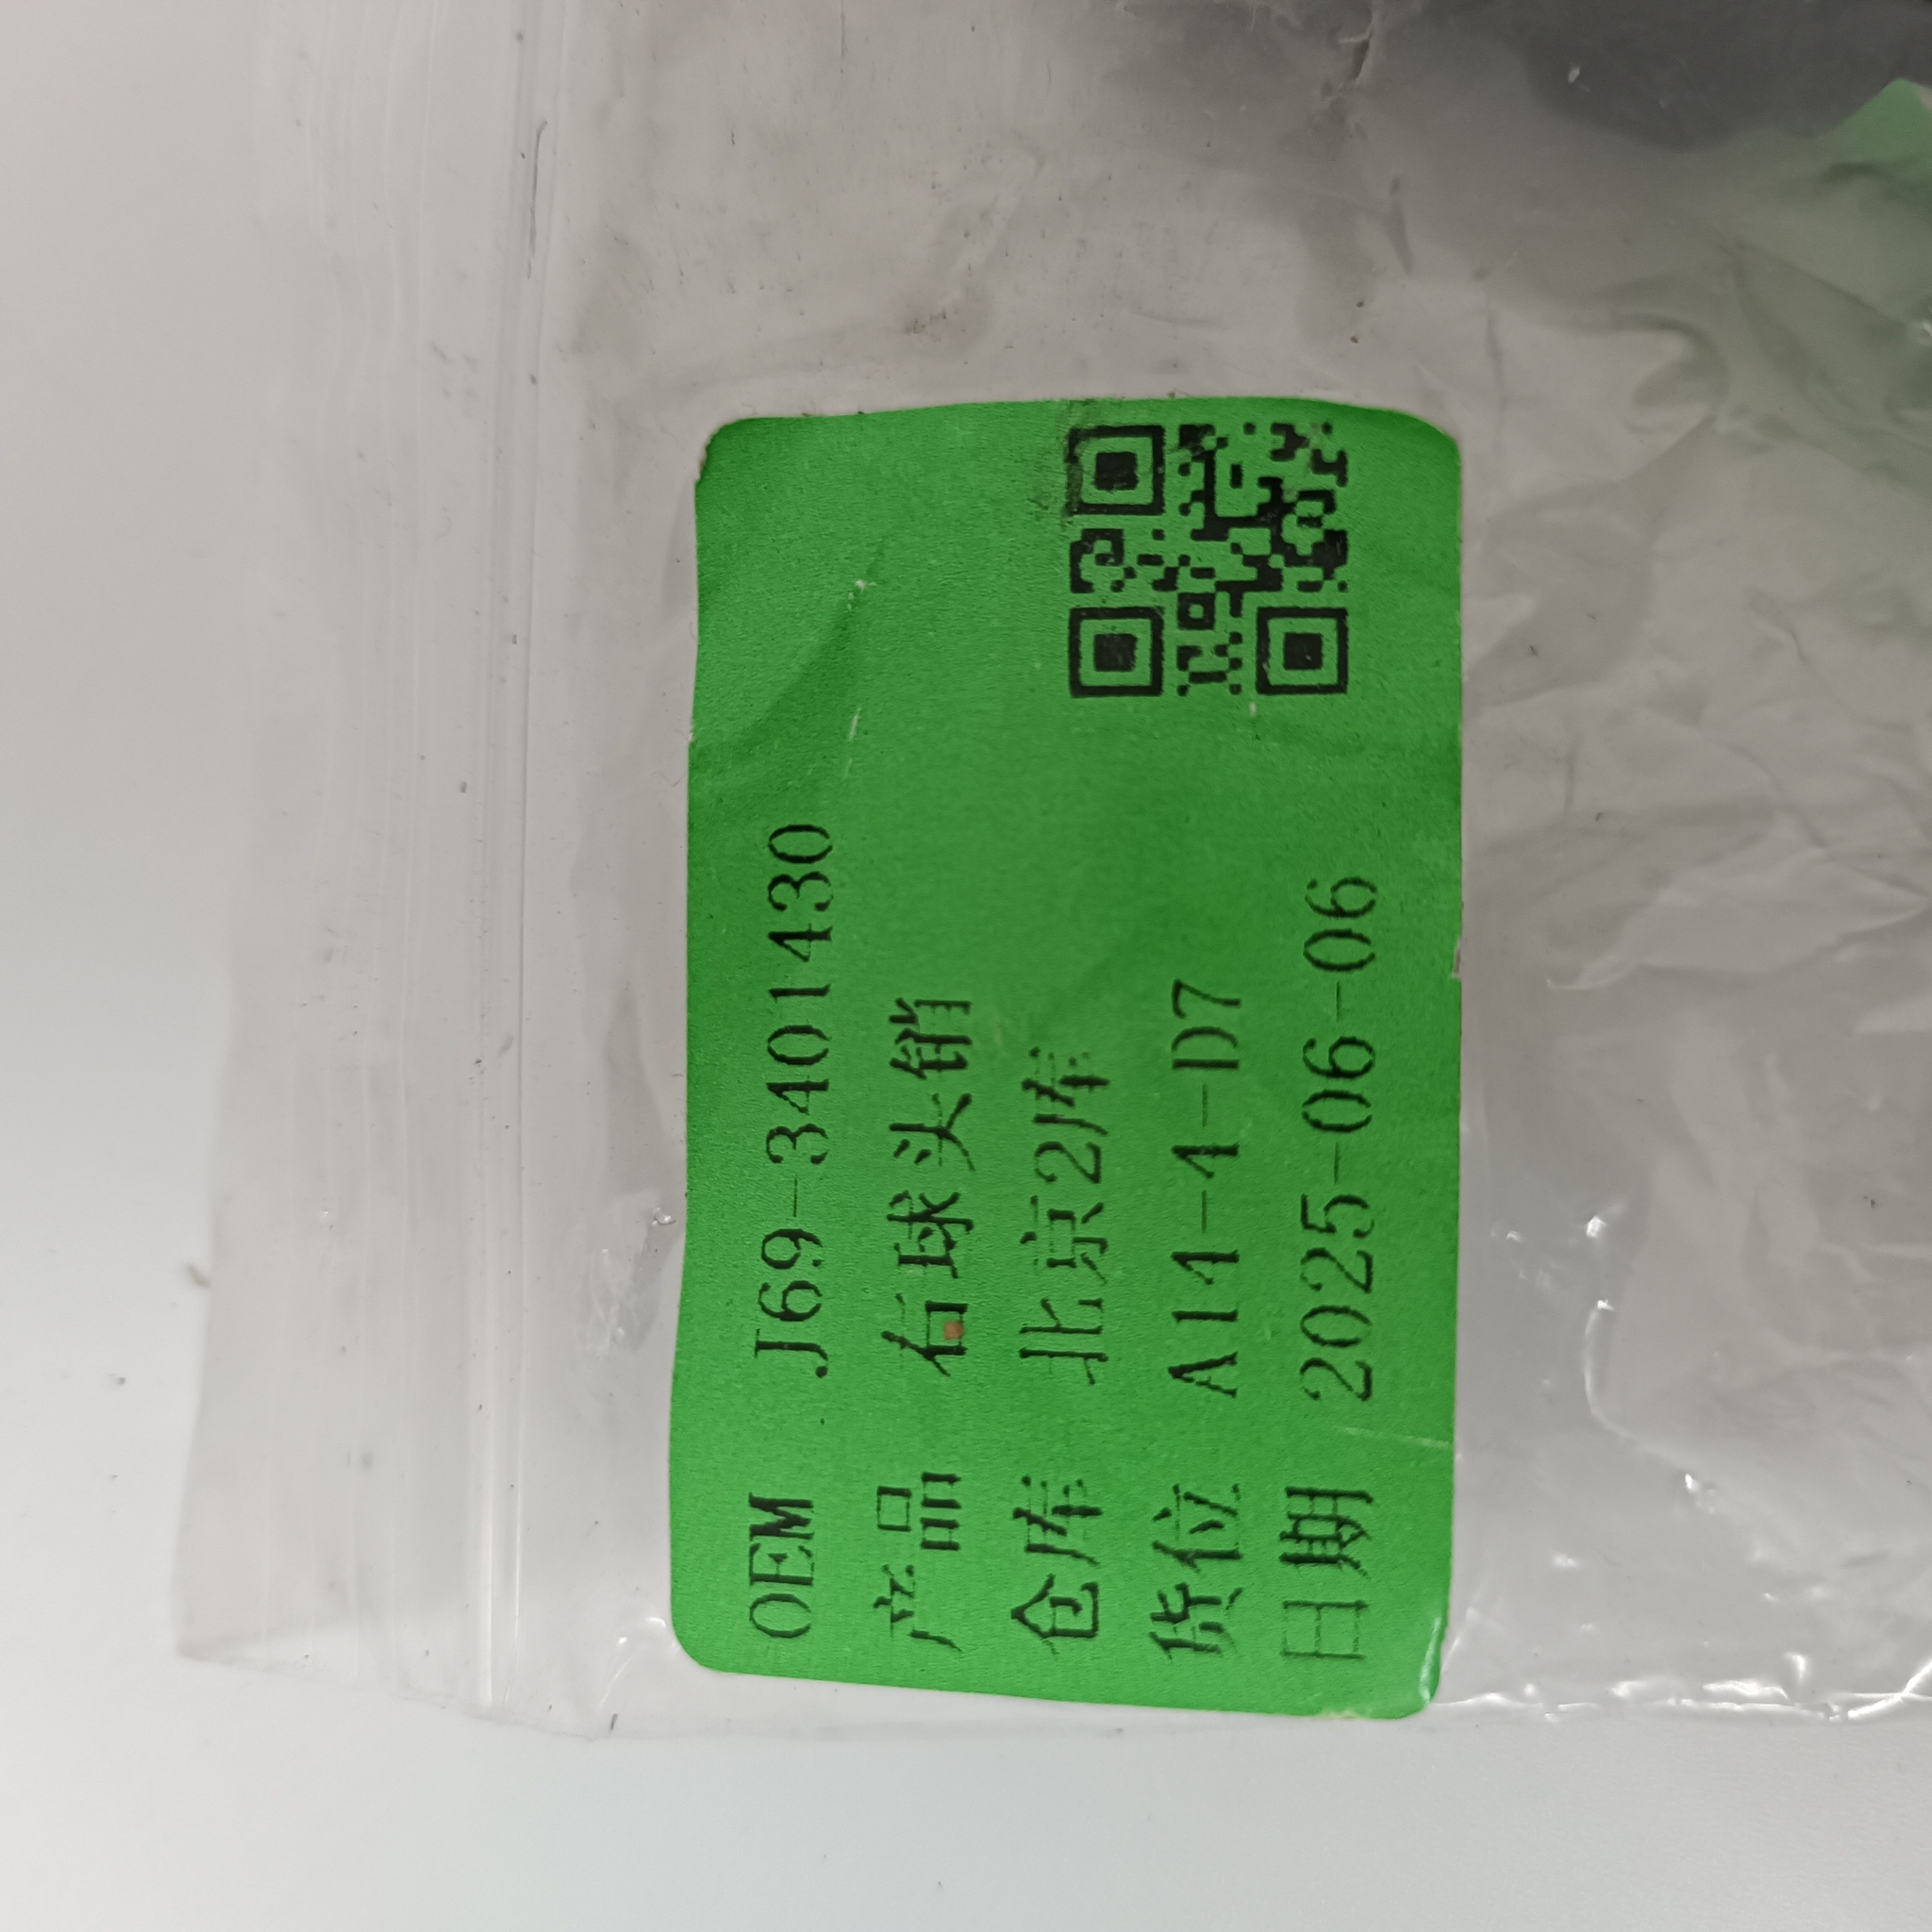 OEM J69-3401430
产品 右球头销
仓库 北京2库
货位 A14-4-D7
日期 2025-06-06